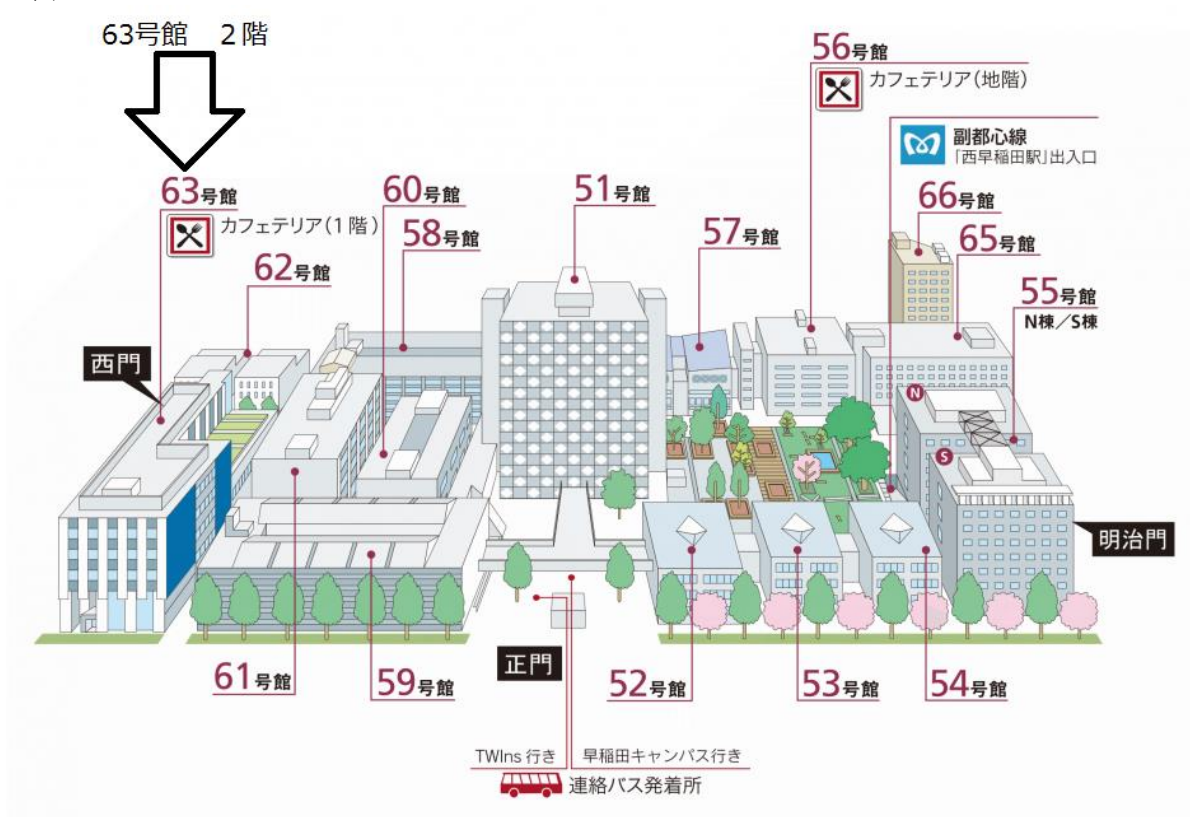 63号館　２階
56号館
カフェテリア(地階)
副都心線
「西早稲田駅」出入口
63号館
カフェテリア(1階)
60号館
58号館
62号館
51号館
57号館
66号館
65号館
55号館
N棟/S棟
西門
N
S
明治門
61号館
59号館
正門
52号館
53号館
54号館
TWIns 行き
早稲田キャンパス行き
連絡バス発着所